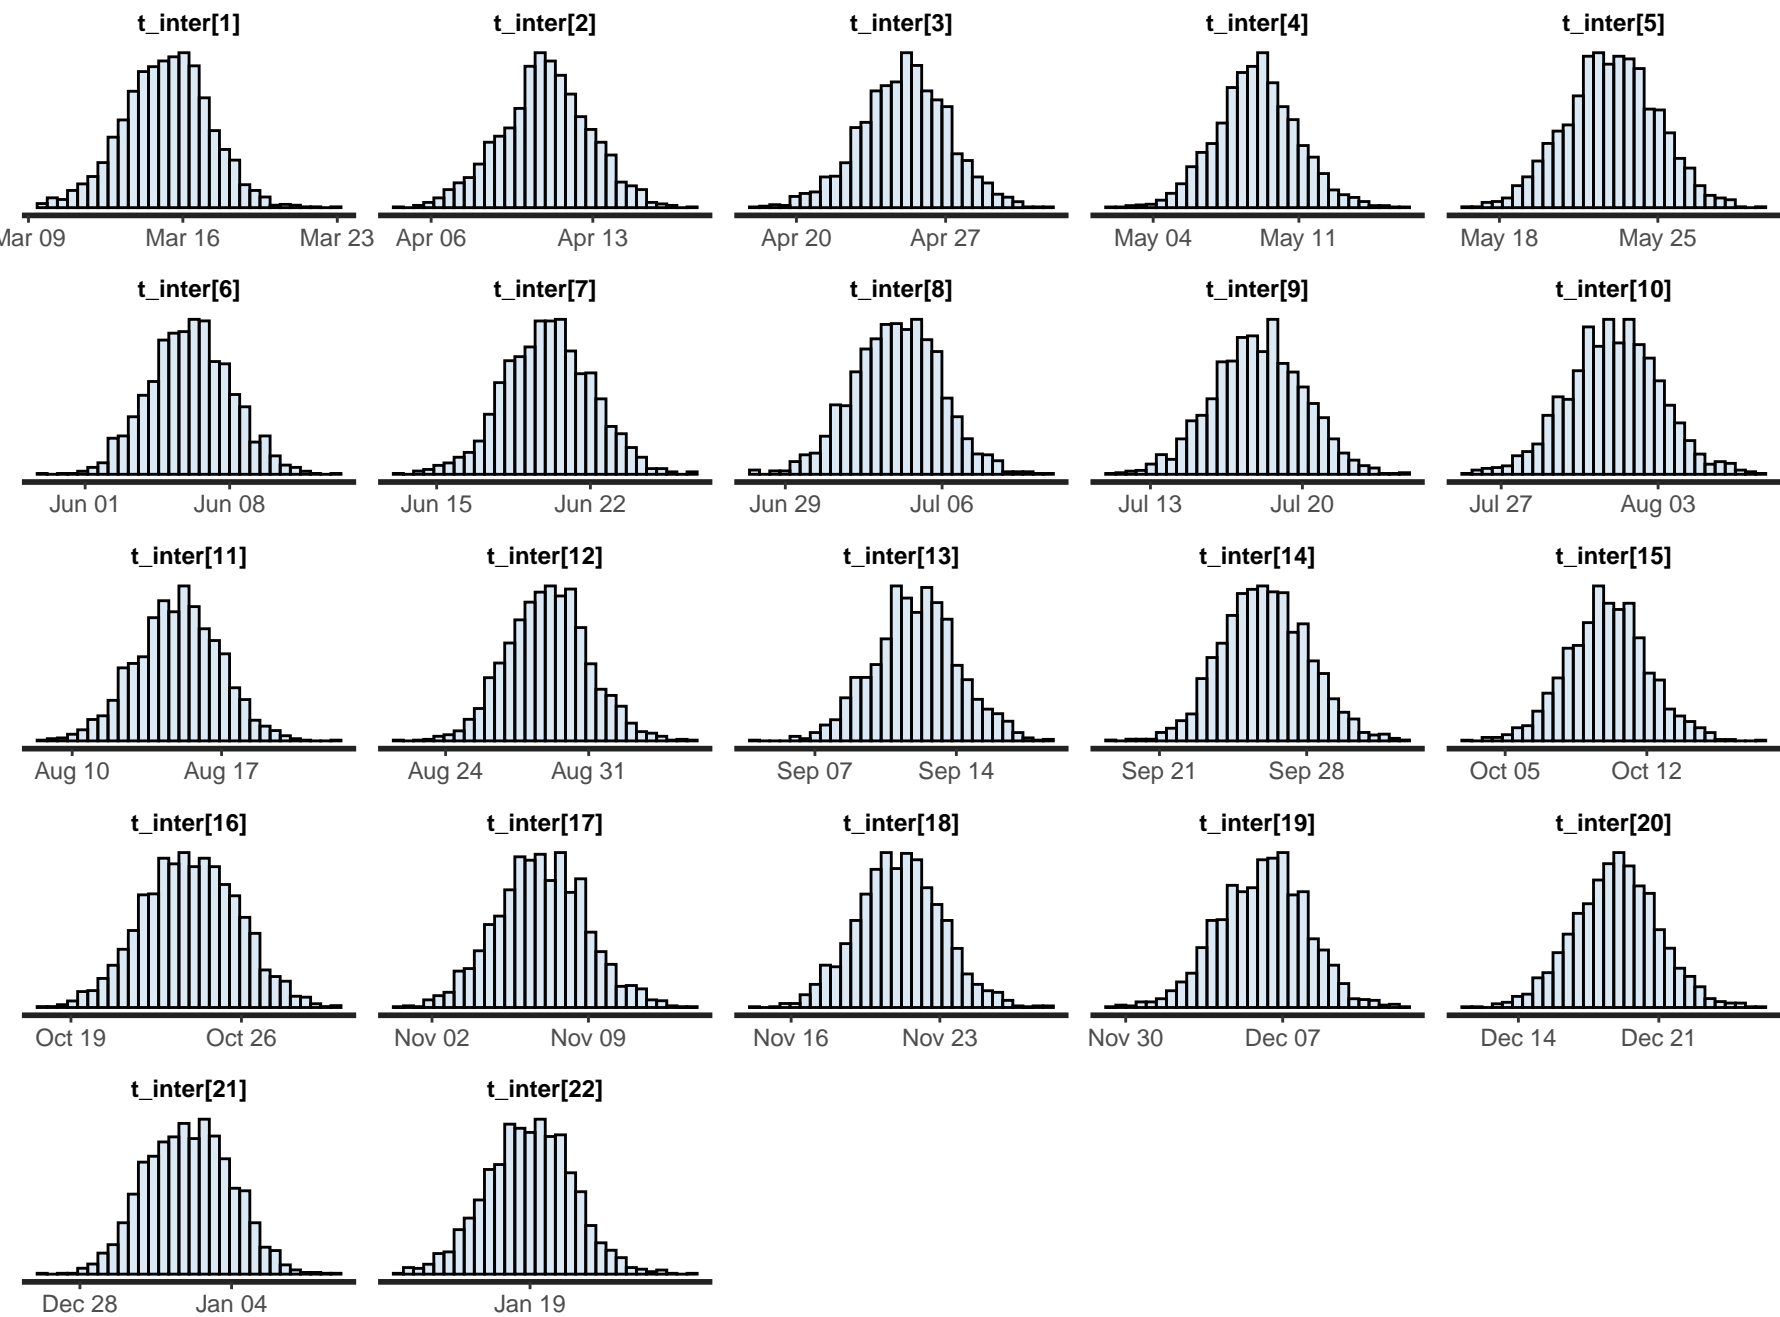 t_inter[1] t_inter[2] t_inter[3] t_inter[4] t_inter[5]
Mar 09 Mar 16 Mar 23 Apr 06 Apr 13 Apr 20 Apr 27 May 04 May 11 May 18 May 25
t_inter[6] t_inter[7] t_inter[8] t_inter[9] t_inter[10]
Jun 01 Jun 08 Jun 15 Jun 22 Jun 29 Jul 06 Jul 13 Jul 20 Jul 27 Aug 03
t_inter[11] t_inter[12] t_inter[13] t_inter[14] t_inter[15]
Aug 10 Aug 17 Aug 24 Aug 31 Sep 07 Sep 14 Sep 21 Sep 28 Oct 05 Oct 12
t_inter[16] t_inter[17] t_inter[18] t_inter[19] t_inter[20]
Oct 19 Oct 26 Nov 02 Nov 09 Nov 16 Nov 23 Nov 30 Dec 07 Dec 14 Dec 21
t_inter[21] t_inter[22]
Dec 28 Jan 04 Jan 19